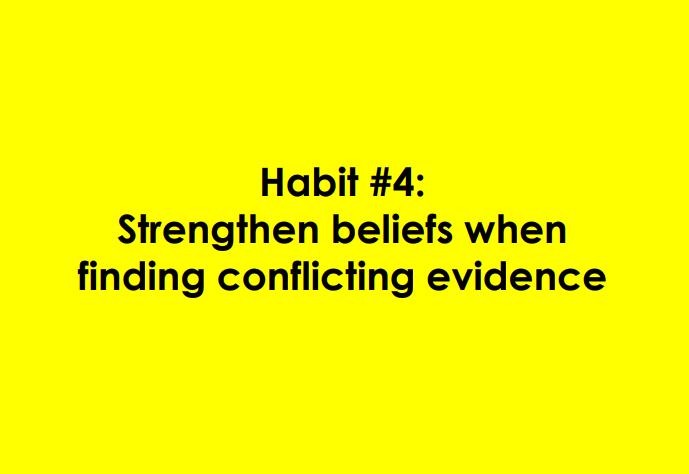 Habit #4:
Strengthen beliefs when
finding conflicting evidence